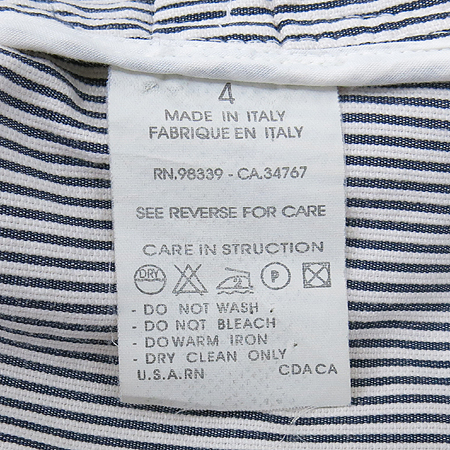 4
MADE IN ITALY
FABRIQUE EN ITALY
RN.98339 - CA.34767
SEE REVERSE FOR CARE
CARE IN STRUCTION
DRY P
- DO NOT WASH .
- DO NOT BLEACH
- DO WARM IRON
- DRY CLEAN ONLY
U.S.A.RN CDA CA